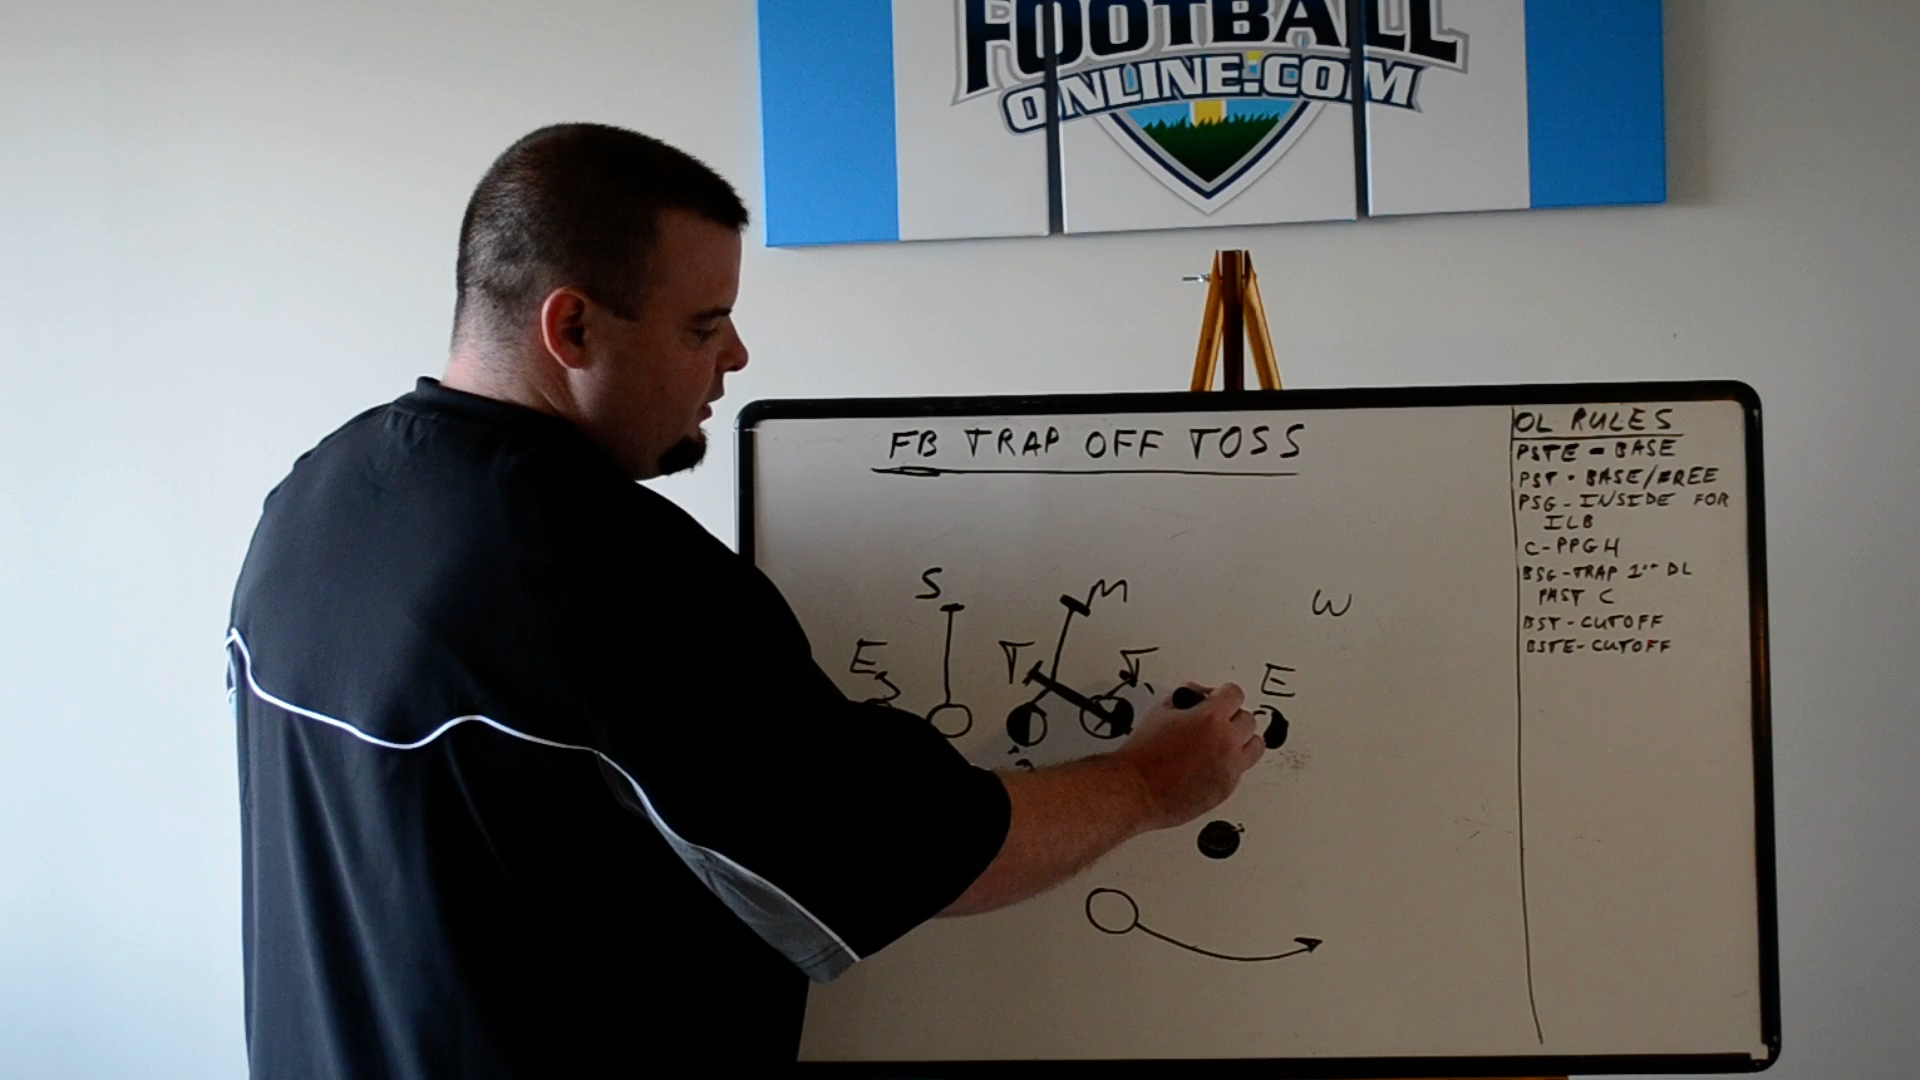 FOOTBALL
ONLINE.COM
FB TRAP OFF TOSS
OL RULES
PSTE - BASE
PST - BASE/FREE
PSG - INSIDE FOR
ILB
C - PPGH
BSG - TRAP 1ST DL
PAST C
BST - CUTOFF
BSTE - CUTOFF
S
M
W
E
T
T
E